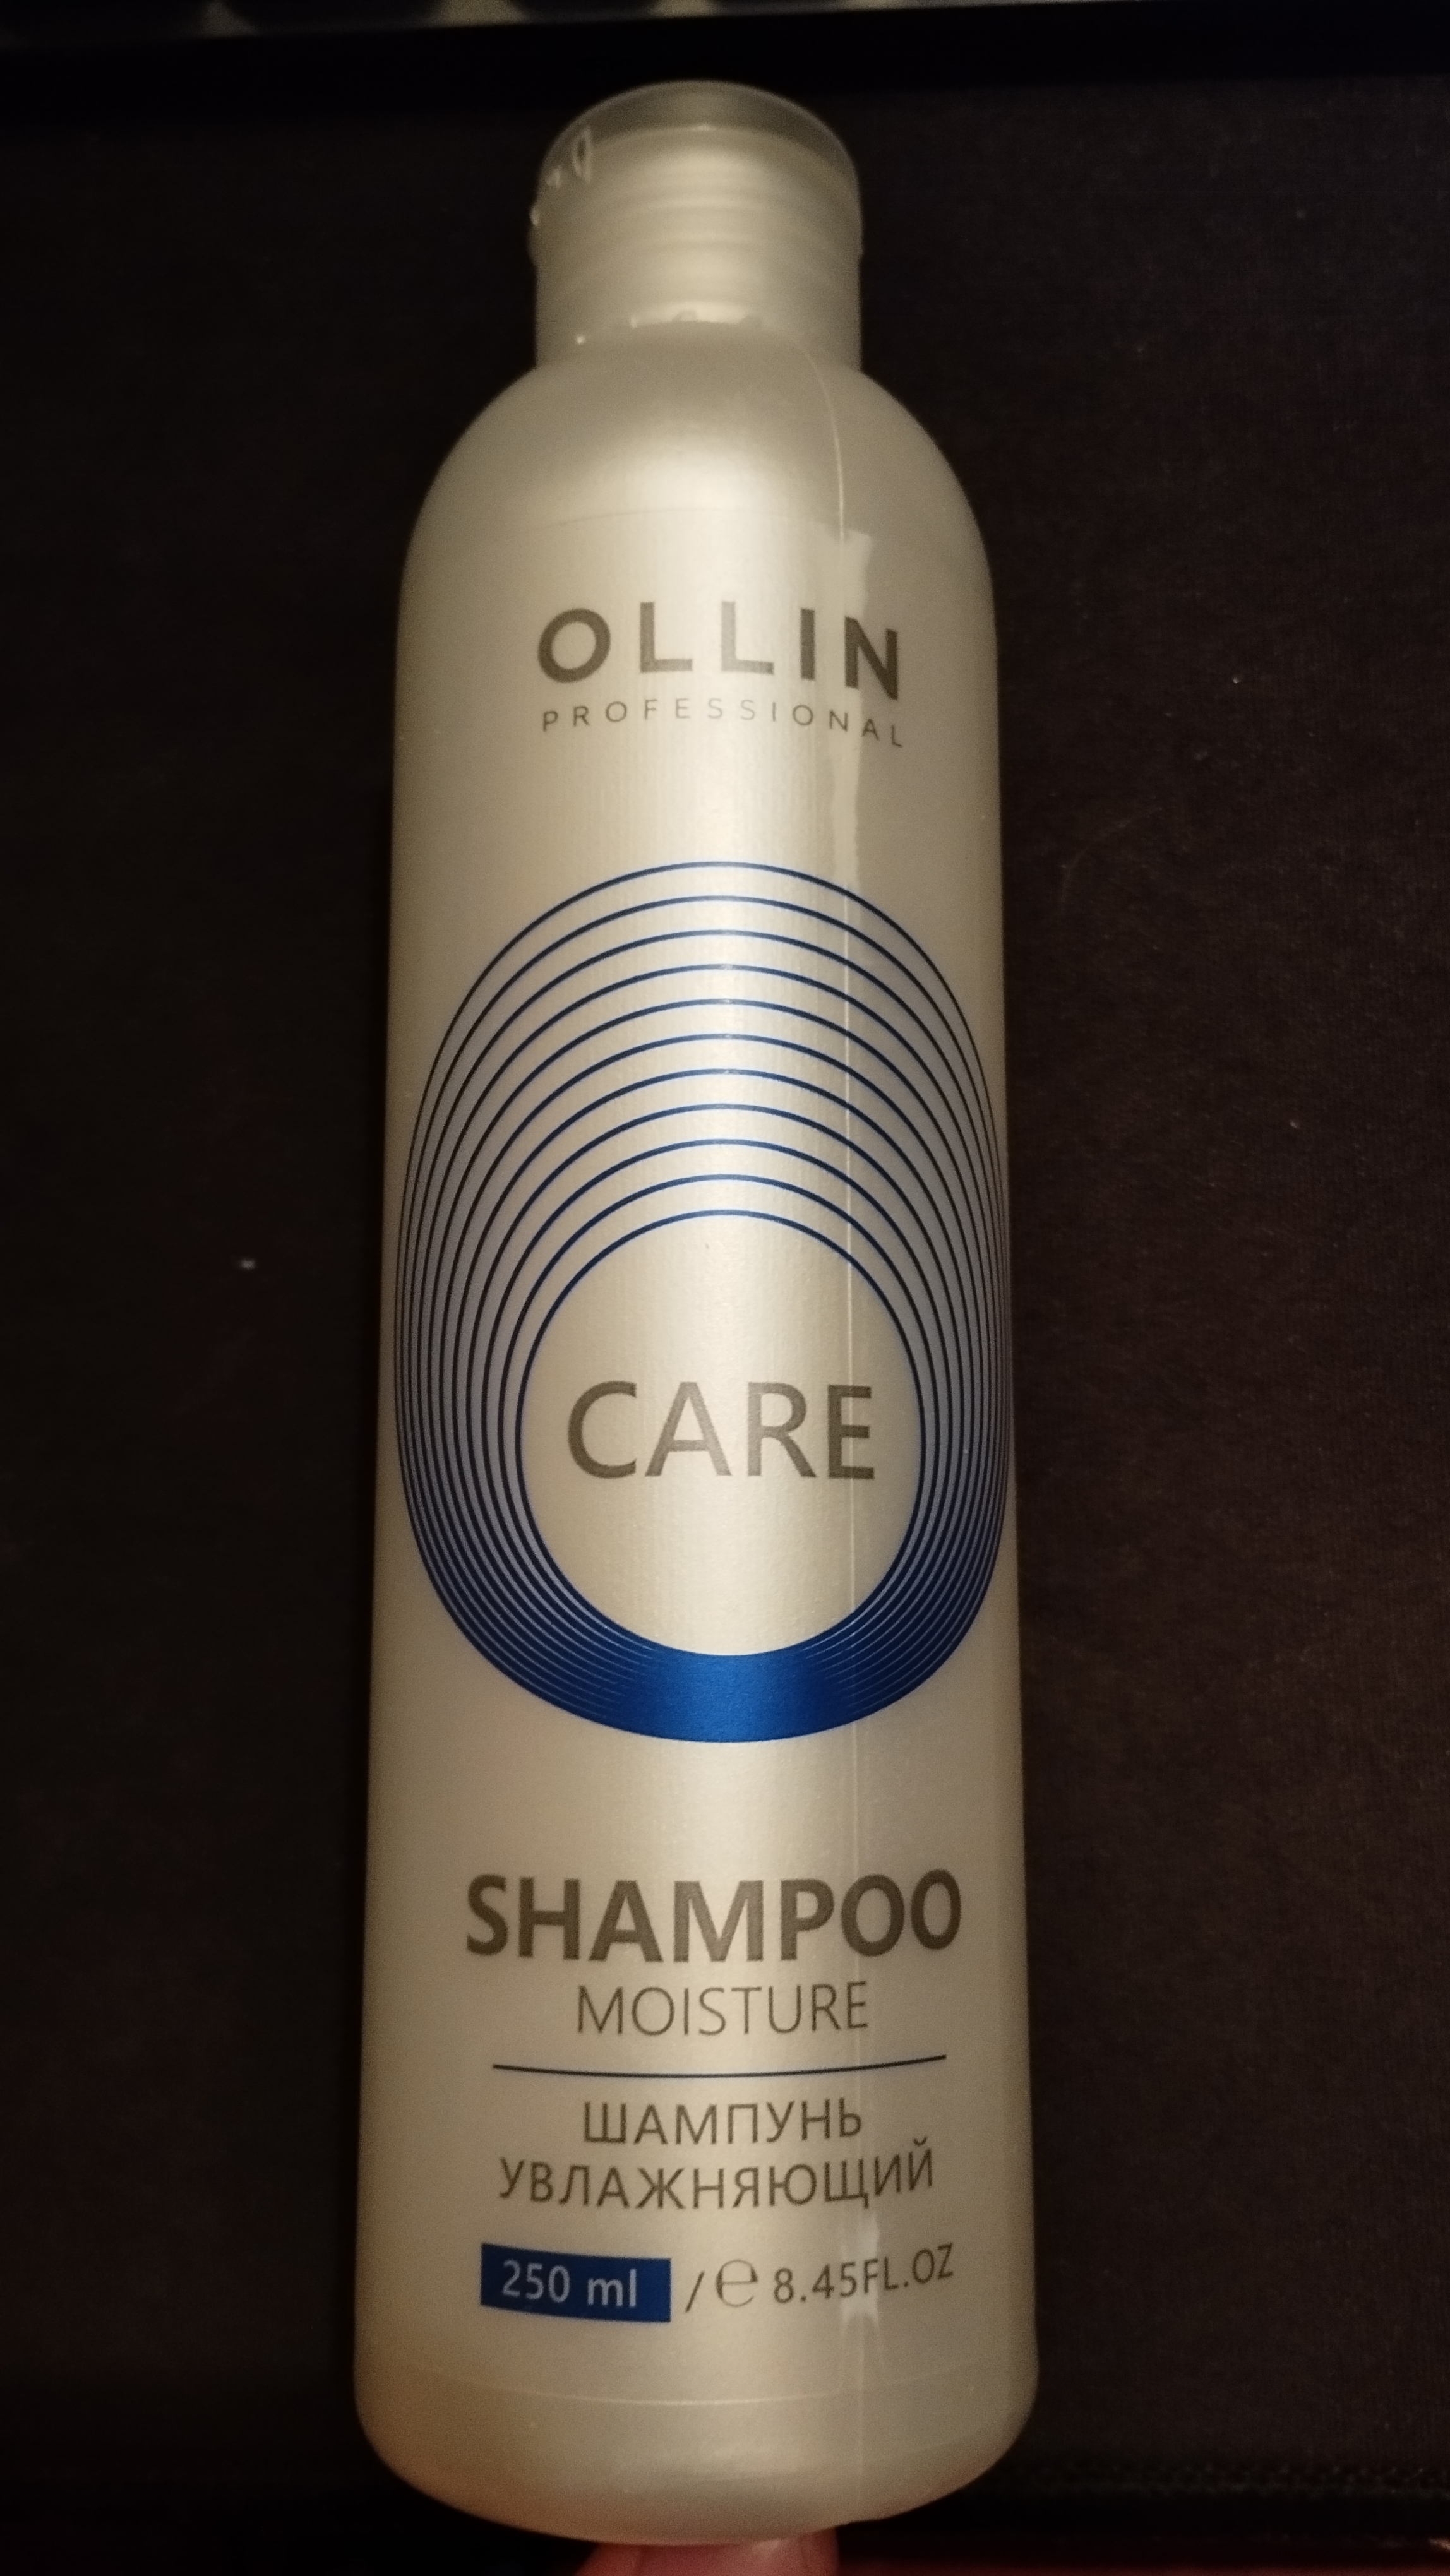 OLLIN
PROFESSIONAL
CARE
SHAMPOO
MOISTURE
ШАМПУНЬ
УВЛАЖНЯЮЩИЙ
250 ml / ℮ 8.45FL.OZ